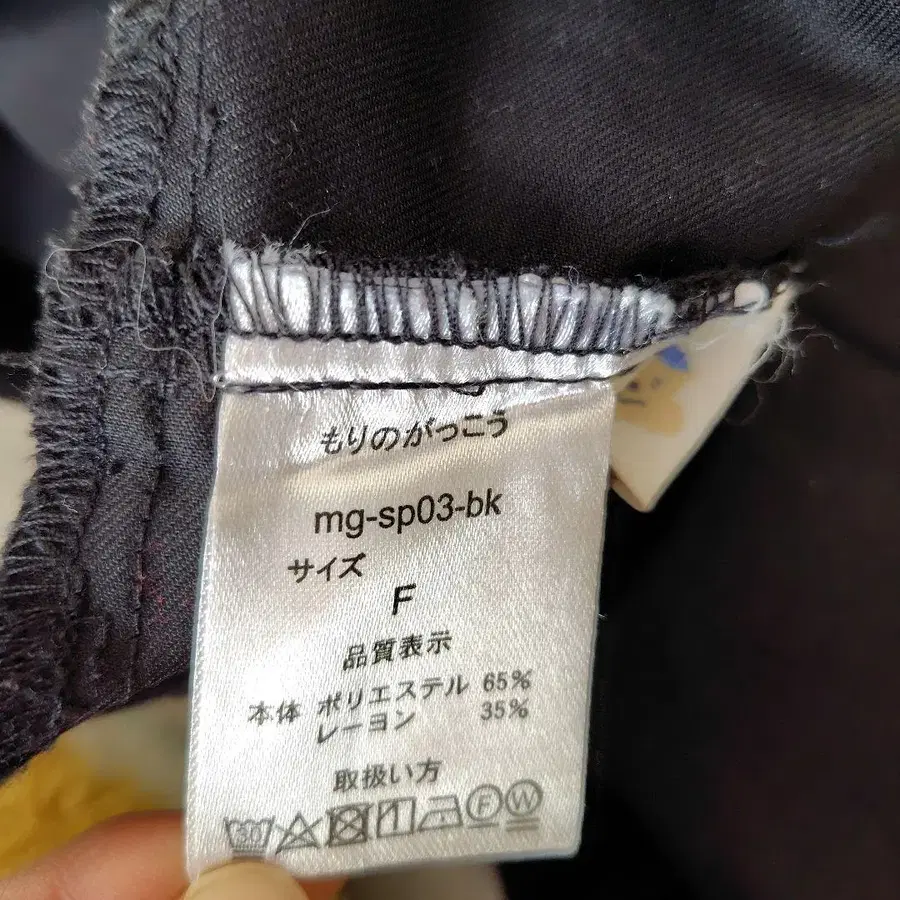 もりのがっこう
mg-sp03-bk
サイズ
F
品質表示
本体 ポリエステル 65%
レーヨン 35%
取扱い方
30 F W